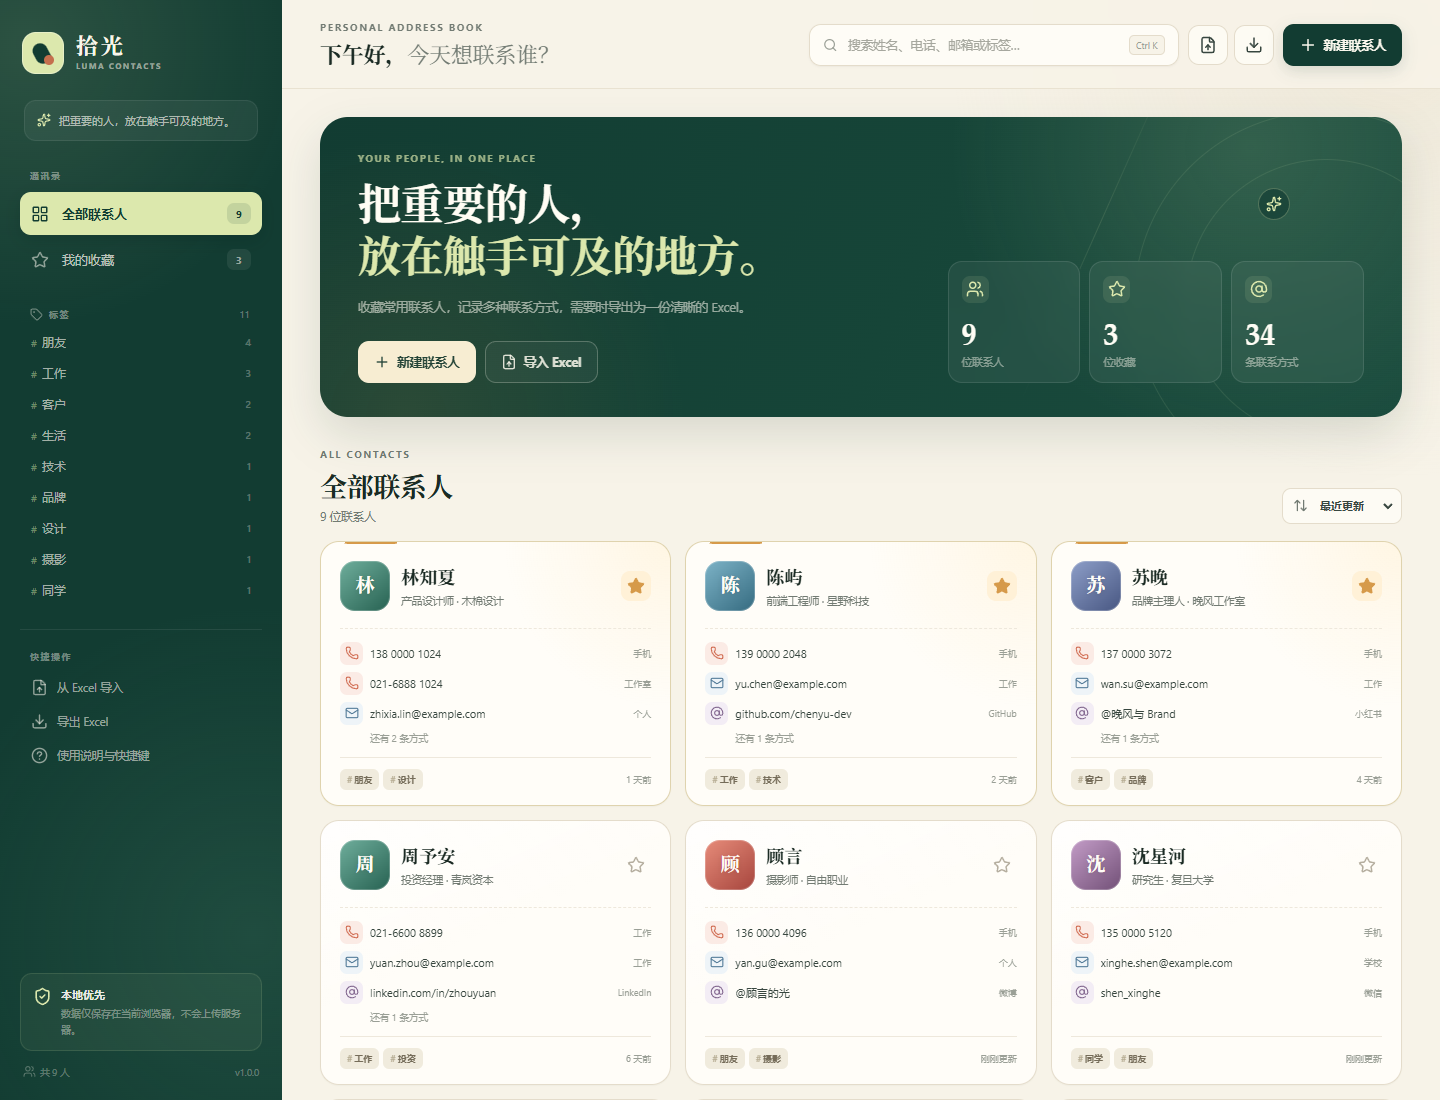 拾光
LUMA CONTACTS
把重要的人，放在触手可及的地方。
通讯录
全部联系人
9
我的收藏
3
标签
11
# 朋友
4
# 工作
3
# 客户
2
# 生活
2
# 技术
1
# 品牌
1
# 设计
1
# 摄影
1
# 同学
1
快捷操作
从 Excel 导入
导出 Excel
使用说明与快捷键
本地优先
数据仅保存在当前浏览器，不会上传服务
器。
共 9 人
v1.0.0
PERSONAL ADDRESS BOOK
下午好，今天想联系谁？
搜索姓名、电话、邮箱或标签...
Ctrl K
新建联系人
YOUR PEOPLE, IN ONE PLACE
把重要的人，
放在触手可及的地方。
收藏常用联系人，记录多种联系方式，需要时导出为一份清晰的 Excel。
新建联系人
导入 Excel
9
位联系人
3
位收藏
34
条联系方式
ALL CONTACTS
全部联系人
9 位联系人
最近更新
林
林知夏
产品设计师 · 木棉设计
138 0000 1024
手机
021-6888 1024
工作室
zhixia.lin@example.com
个人
还有 2 条方式
# 朋友
# 设计
1 天前
陈
陈屿
前端工程师 · 星野科技
139 0000 2048
手机
yu.chen@example.com
工作
github.com/chenyu-dev
GitHub
还有 1 条方式
# 工作
# 技术
2 天前
苏
苏晚
品牌主理人 · 晚风工作室
137 0000 3072
手机
wan.su@example.com
工作
@晚风与 Brand
小红书
还有 1 条方式
# 客户
# 品牌
4 天前
周
周予安
投资经理 · 青岚资本
021-6600 8899
工作
yuan.zhou@example.com
工作
linkedin.com/in/zhouyuan
LinkedIn
还有 1 条方式
# 工作
# 投资
6 天前
顾
顾言
摄影师 · 自由职业
136 0000 4096
手机
yan.gu@example.com
个人
@顾言的光
微博
# 朋友
# 摄影
刚刚更新
沈
沈星河
研究生 · 复旦大学
135 0000 5120
手机
xinghe.shen@example.com
学校
shen_xinghe
微信
# 同学
# 朋友
刚刚更新